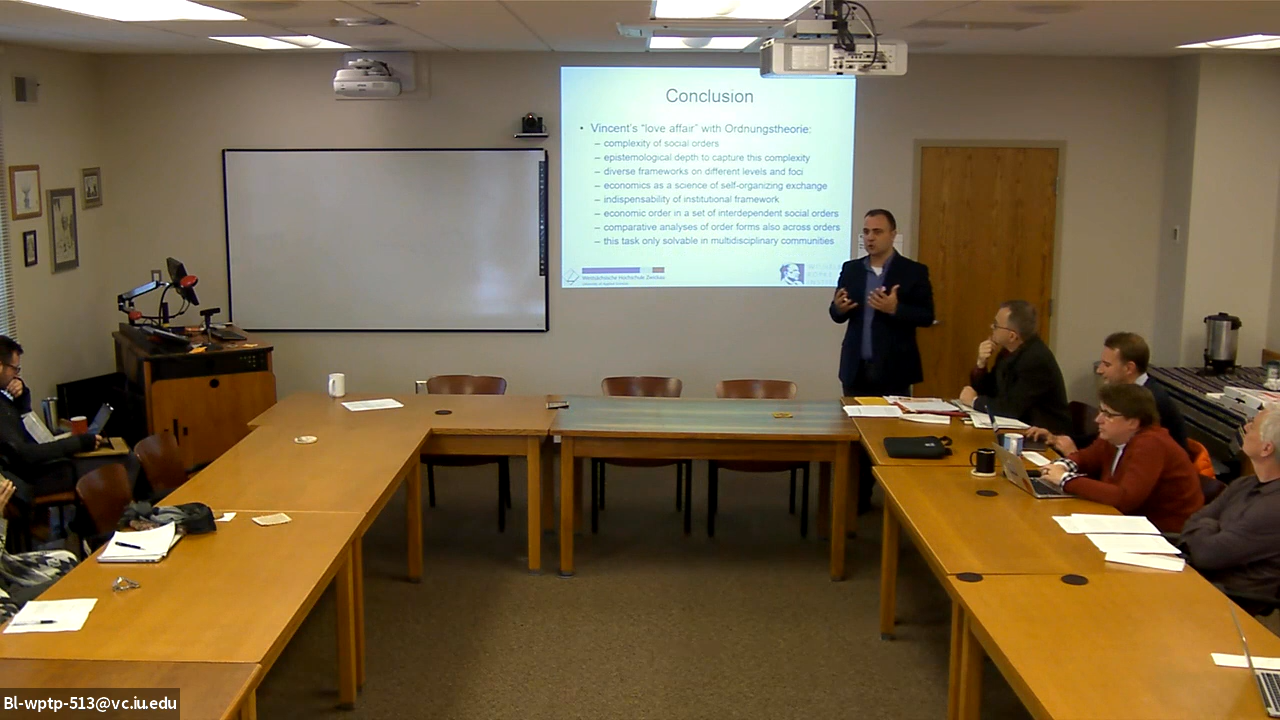 Conclusion
• Vincent's "love affair" with Ordnungstheorie:
– complexity of social orders
– epistemological depth to capture this complexity
– diverse frameworks on different levels and foci
– economics as a science of self-organizing exchange
– indispensability of institutional framework
– economic order in a set of interdependent social orders
– comparative analyses of order forms also across orders
– this task only solvable in multidisciplinary communities
Westsächsische Hochschule Zwickau
Bl-wptp-513@vc.iu.edu